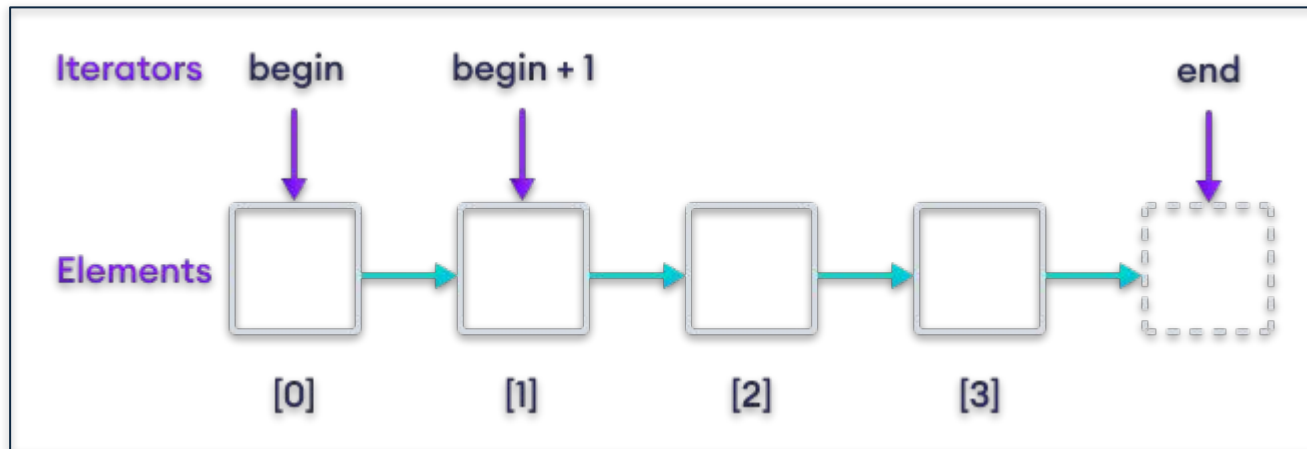 Iterators begin begin + 1 end
Elements
[0] [1] [2] [3]